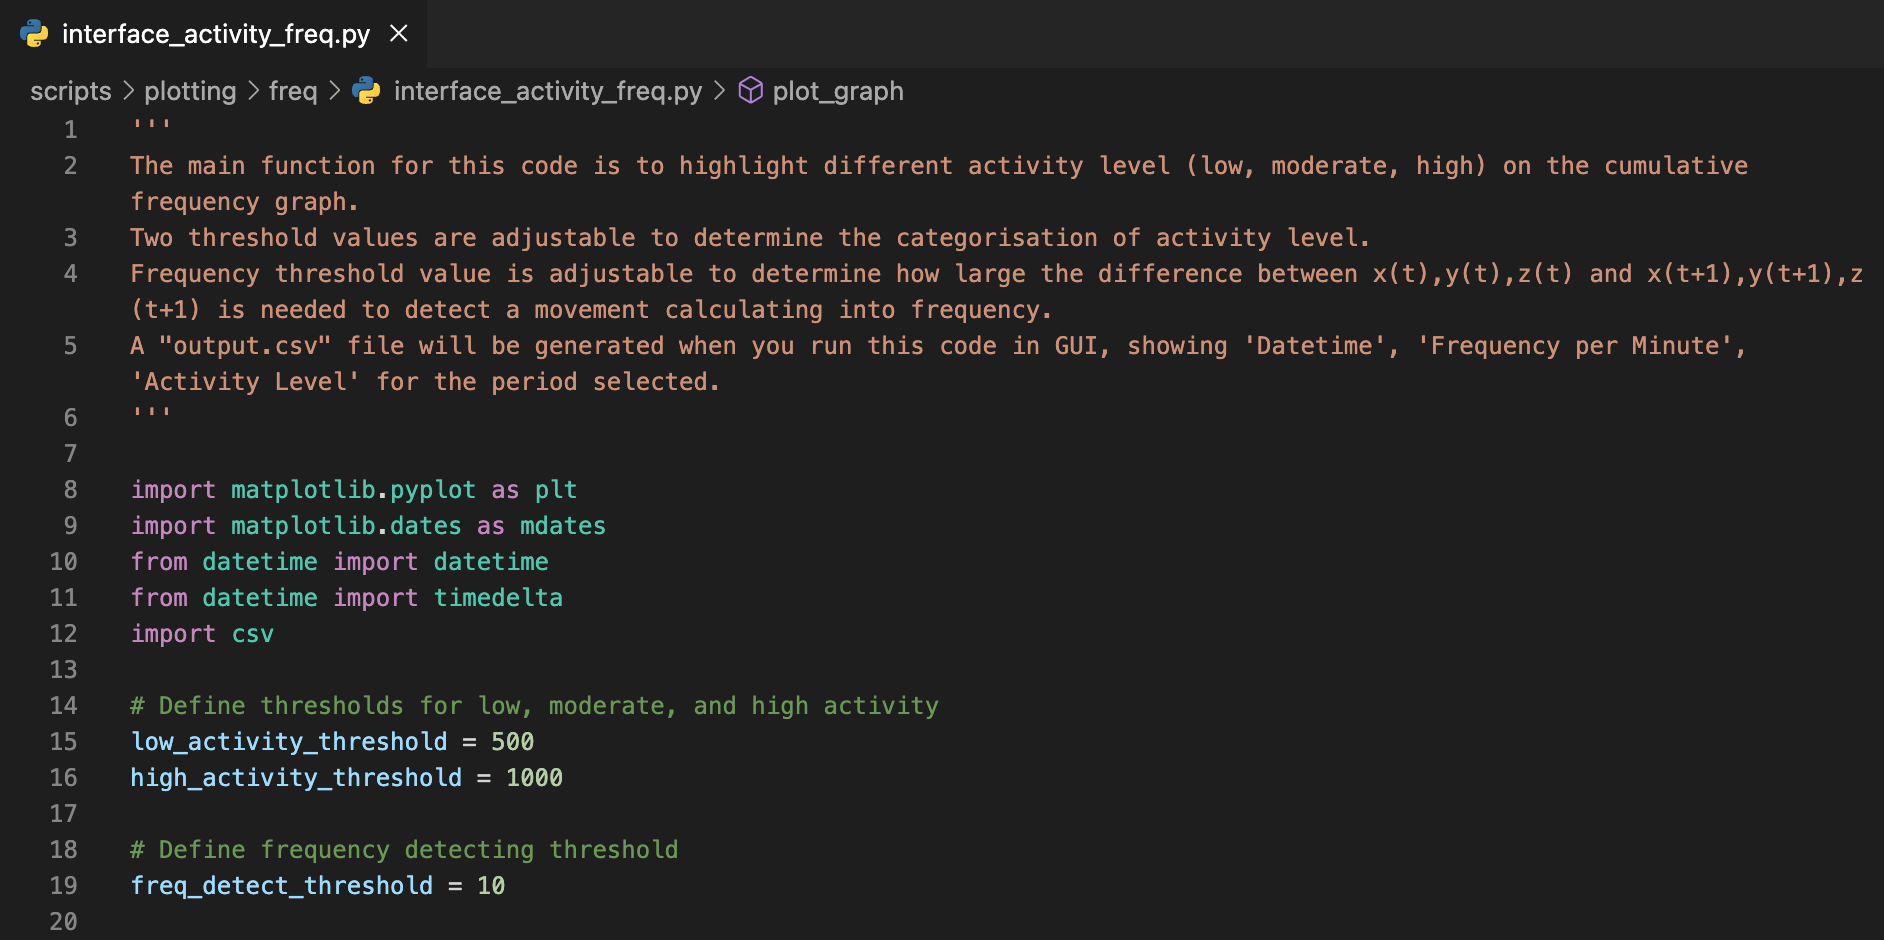 interface_activity_freq.py
scripts > plotting > freq > interface_activity_freq.py > plot_graph
1 '''
2 The main function for this code is to highlight different activity level (low, moderate, high) on the cumulative
frequency graph.
3 Two threshold values are adjustable to determine the categorisation of activity level.
4 Frequency threshold value is adjustable to determine how large the difference between x(t),y(t),z(t) and x(t+1),y(t+1),z
(t+1) is needed to detect a movement calculating into frequency.
5 A "output.csv" file will be generated when you run this code in GUI, showing 'Datetime', 'Frequency per Minute',
'Activity Level' for the period selected.
6 '''
7
8 import matplotlib.pyplot as plt
9 import matplotlib.dates as mdates
10 from datetime import datetime
11 from datetime import timedelta
12 import csv
13
14 # Define thresholds for low, moderate, and high activity
15 low_activity_threshold = 500
16 high_activity_threshold = 1000
17
18 # Define frequency detecting threshold
19 freq_detect_threshold = 10
20